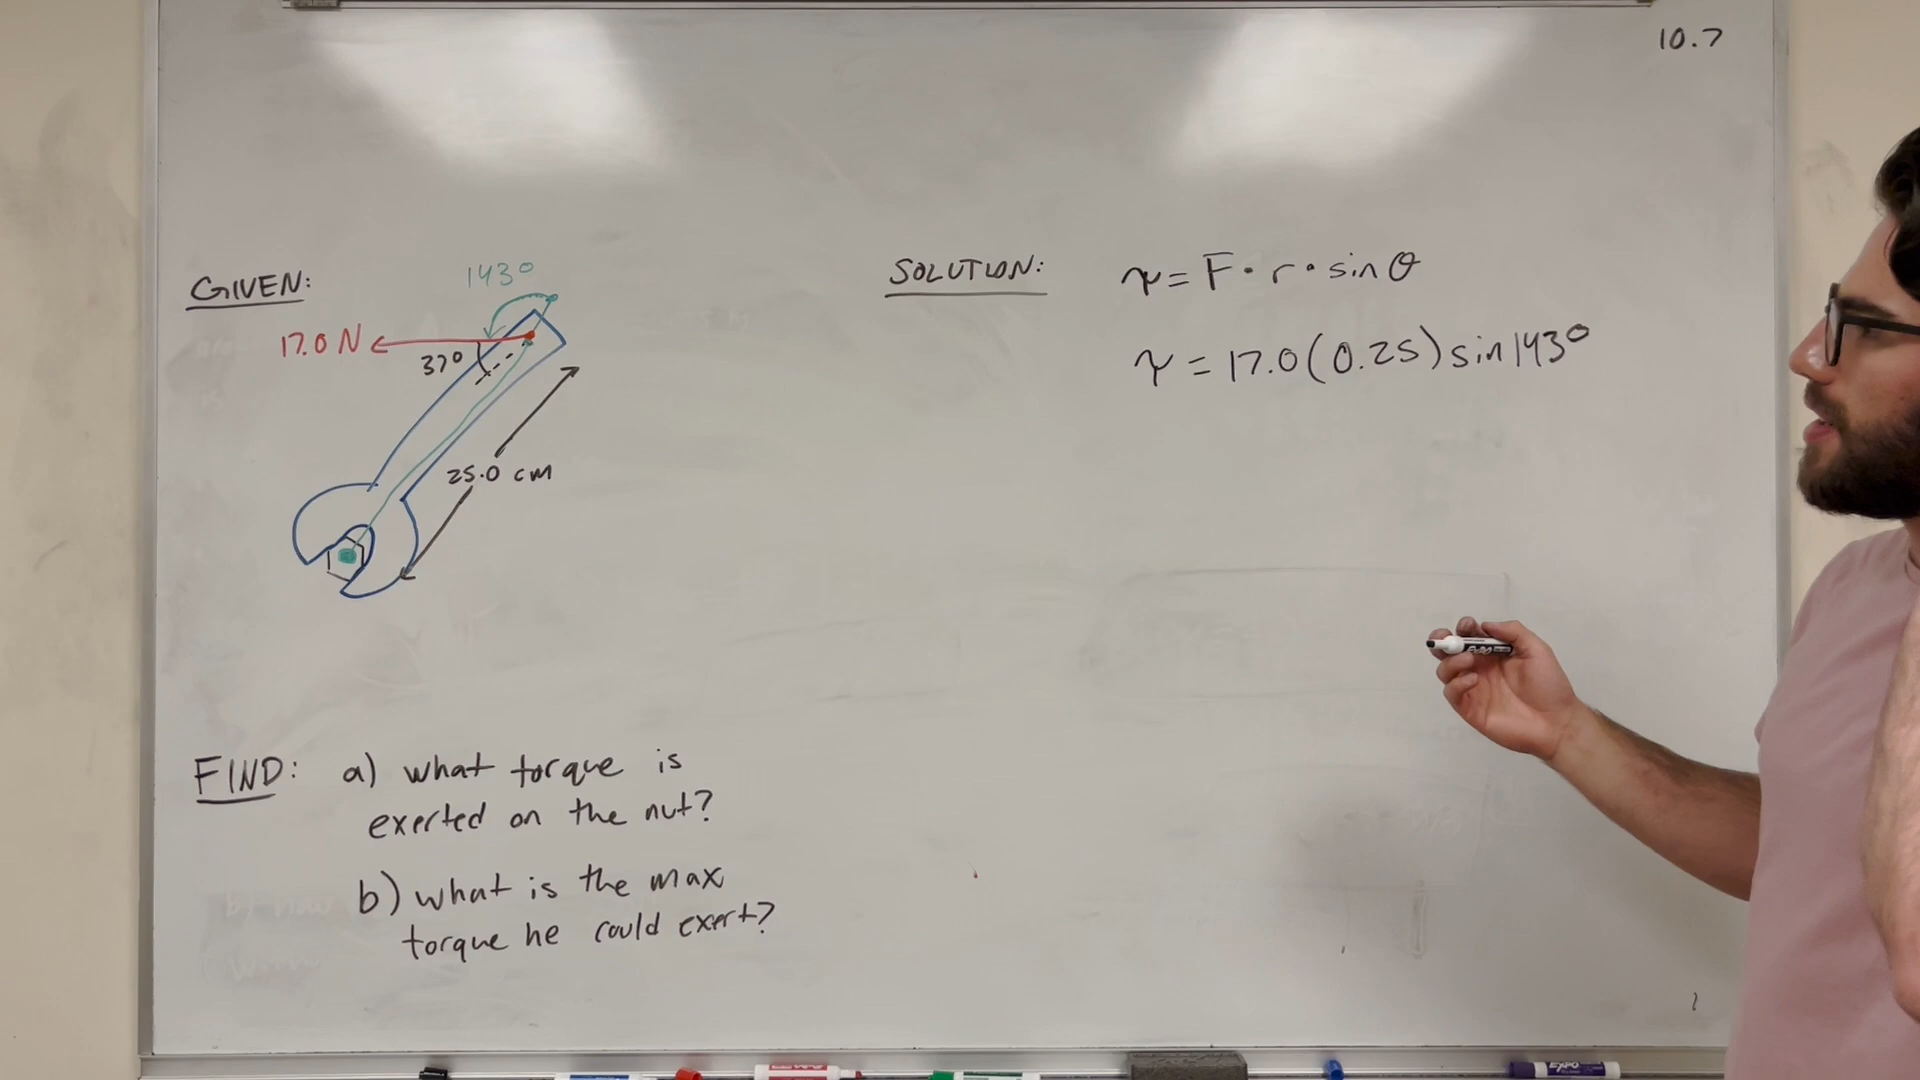 10.7
GIVEN:
143°
17.0 N
37°
25.0 cm
SOLUTION:
τ = F · r · sin θ
τ = 17.0(0.25) sin 143°
FIND: a) what torque is
exerted on the nut?
b) what is the max
torque he could exert?
EXPO